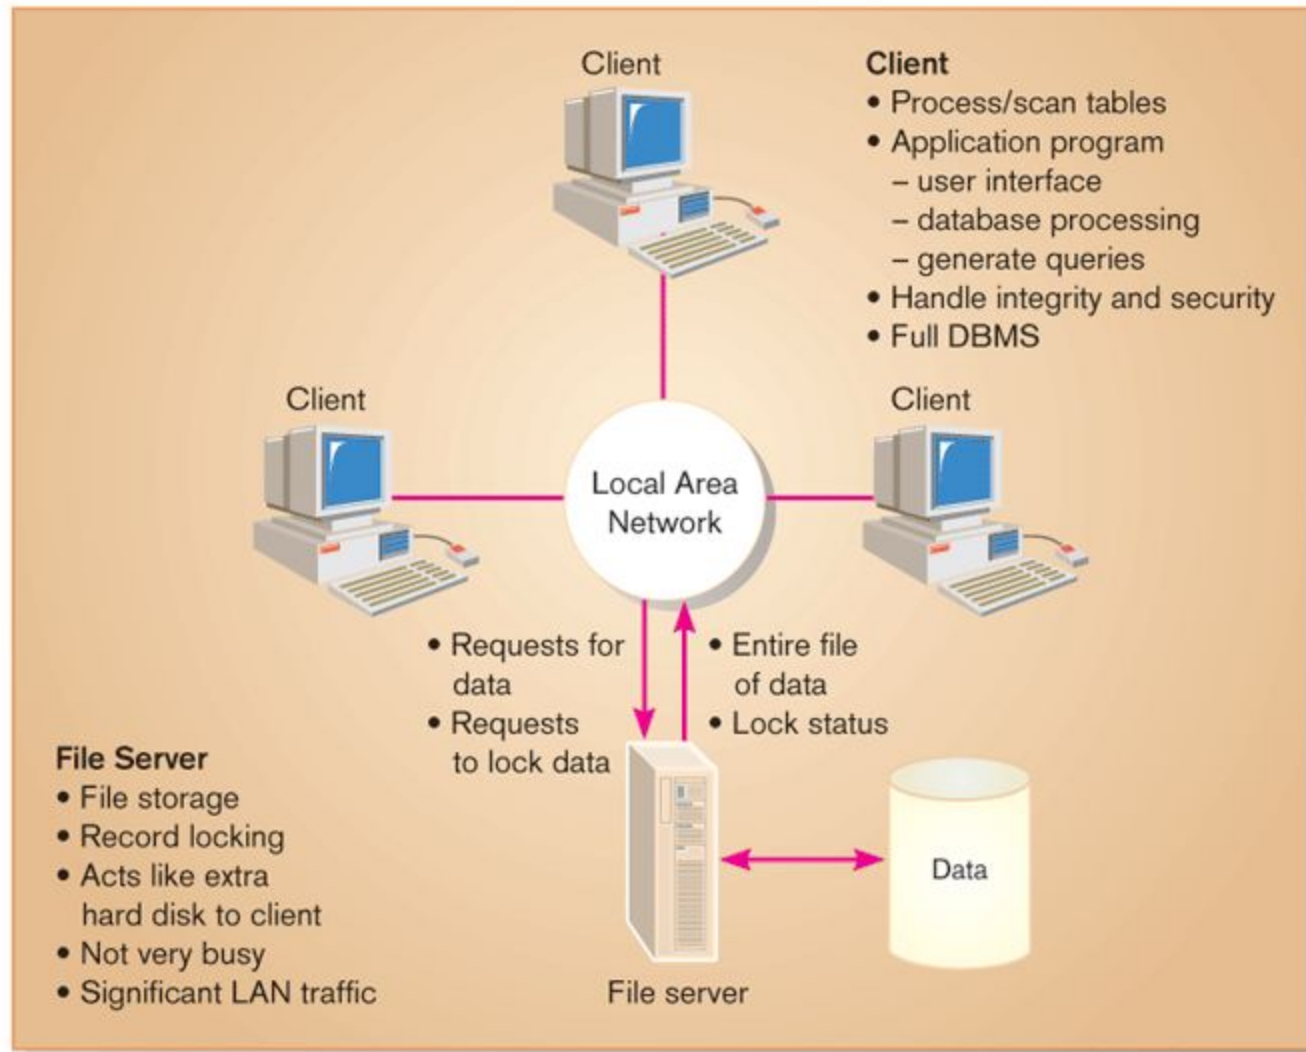 Client
Client
• Process/scan tables
• Application program
– user interface
– database processing
– generate queries
• Handle integrity and security
• Full DBMS
Client
Client
Local Area
Network
• Requests for
data
• Requests
to lock data
• Entire file
of data
• Lock status
File Server
• File storage
• Record locking
• Acts like extra
hard disk to client
• Not very busy
• Significant LAN traffic
Data
File server